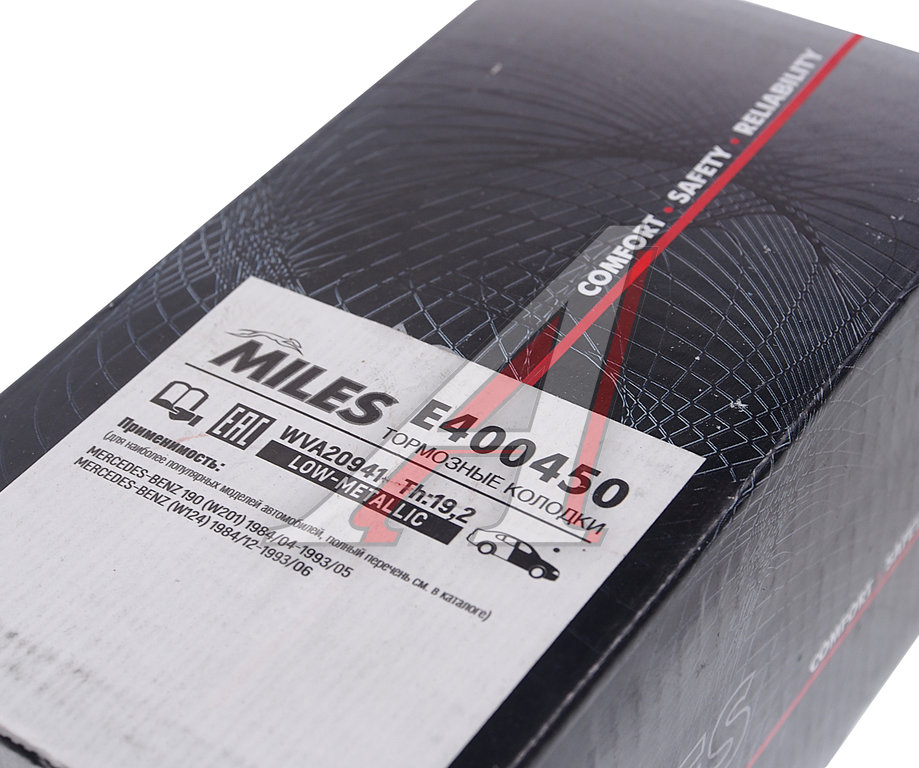 COMFORT • SAFETY • RELIABILITY
MILES
E400450
ТОРМОЗНЫЕ КОЛОДКИ
EAC
WVA20941 Th:19,2
LOW-METALLIC
Применимость:
(для наиболее популярных моделей автомобилей, полный перечень см. в каталоге)
MERCEDES-BENZ 190 (W201) 1984/04-1993/05
MERCEDES-BENZ (W124) 1984/12-1993/06
COMFORT